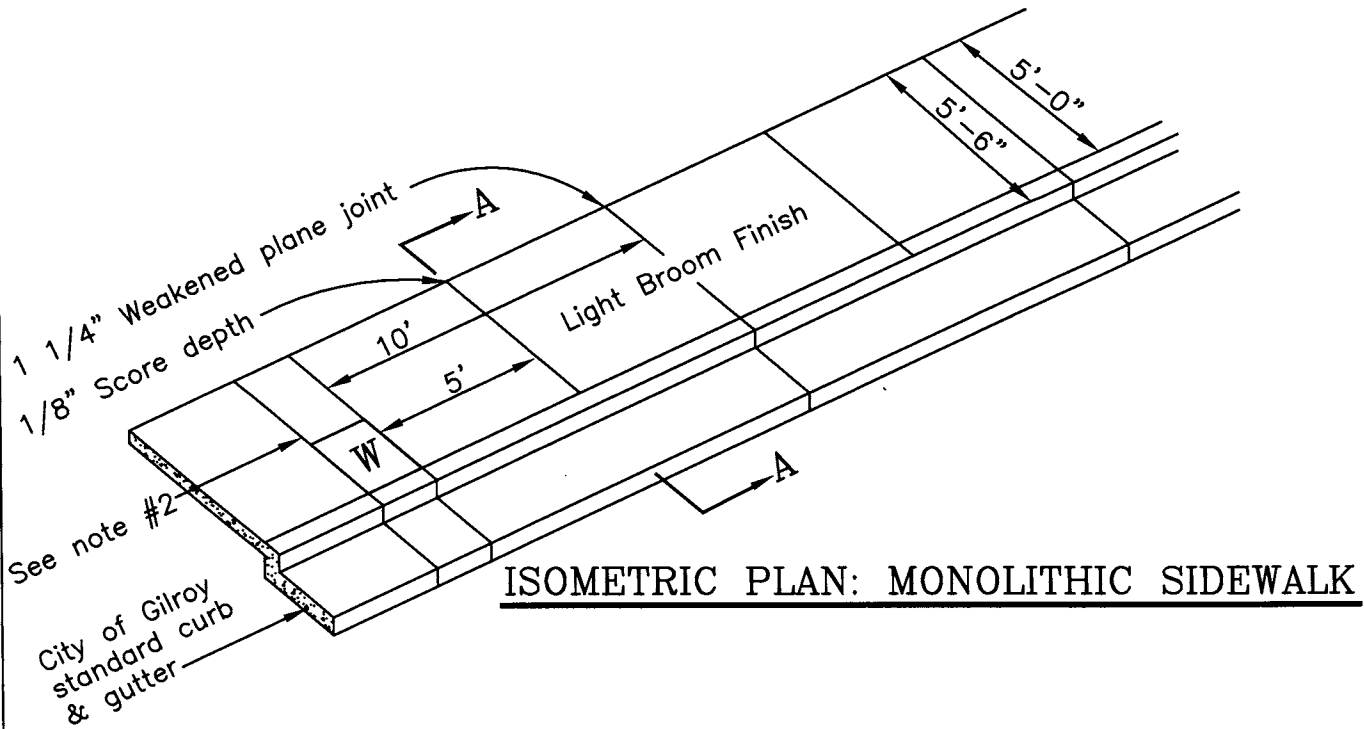 5'-0"
5'-6"
1 1/4" Weakened plane joint
A
1/8" Score depth
Light Broom Finish
10'
5'
W
See note #2
A
City of Gilroy
standard curb
& gutter
ISOMETRIC PLAN: MONOLITHIC SIDEWALK